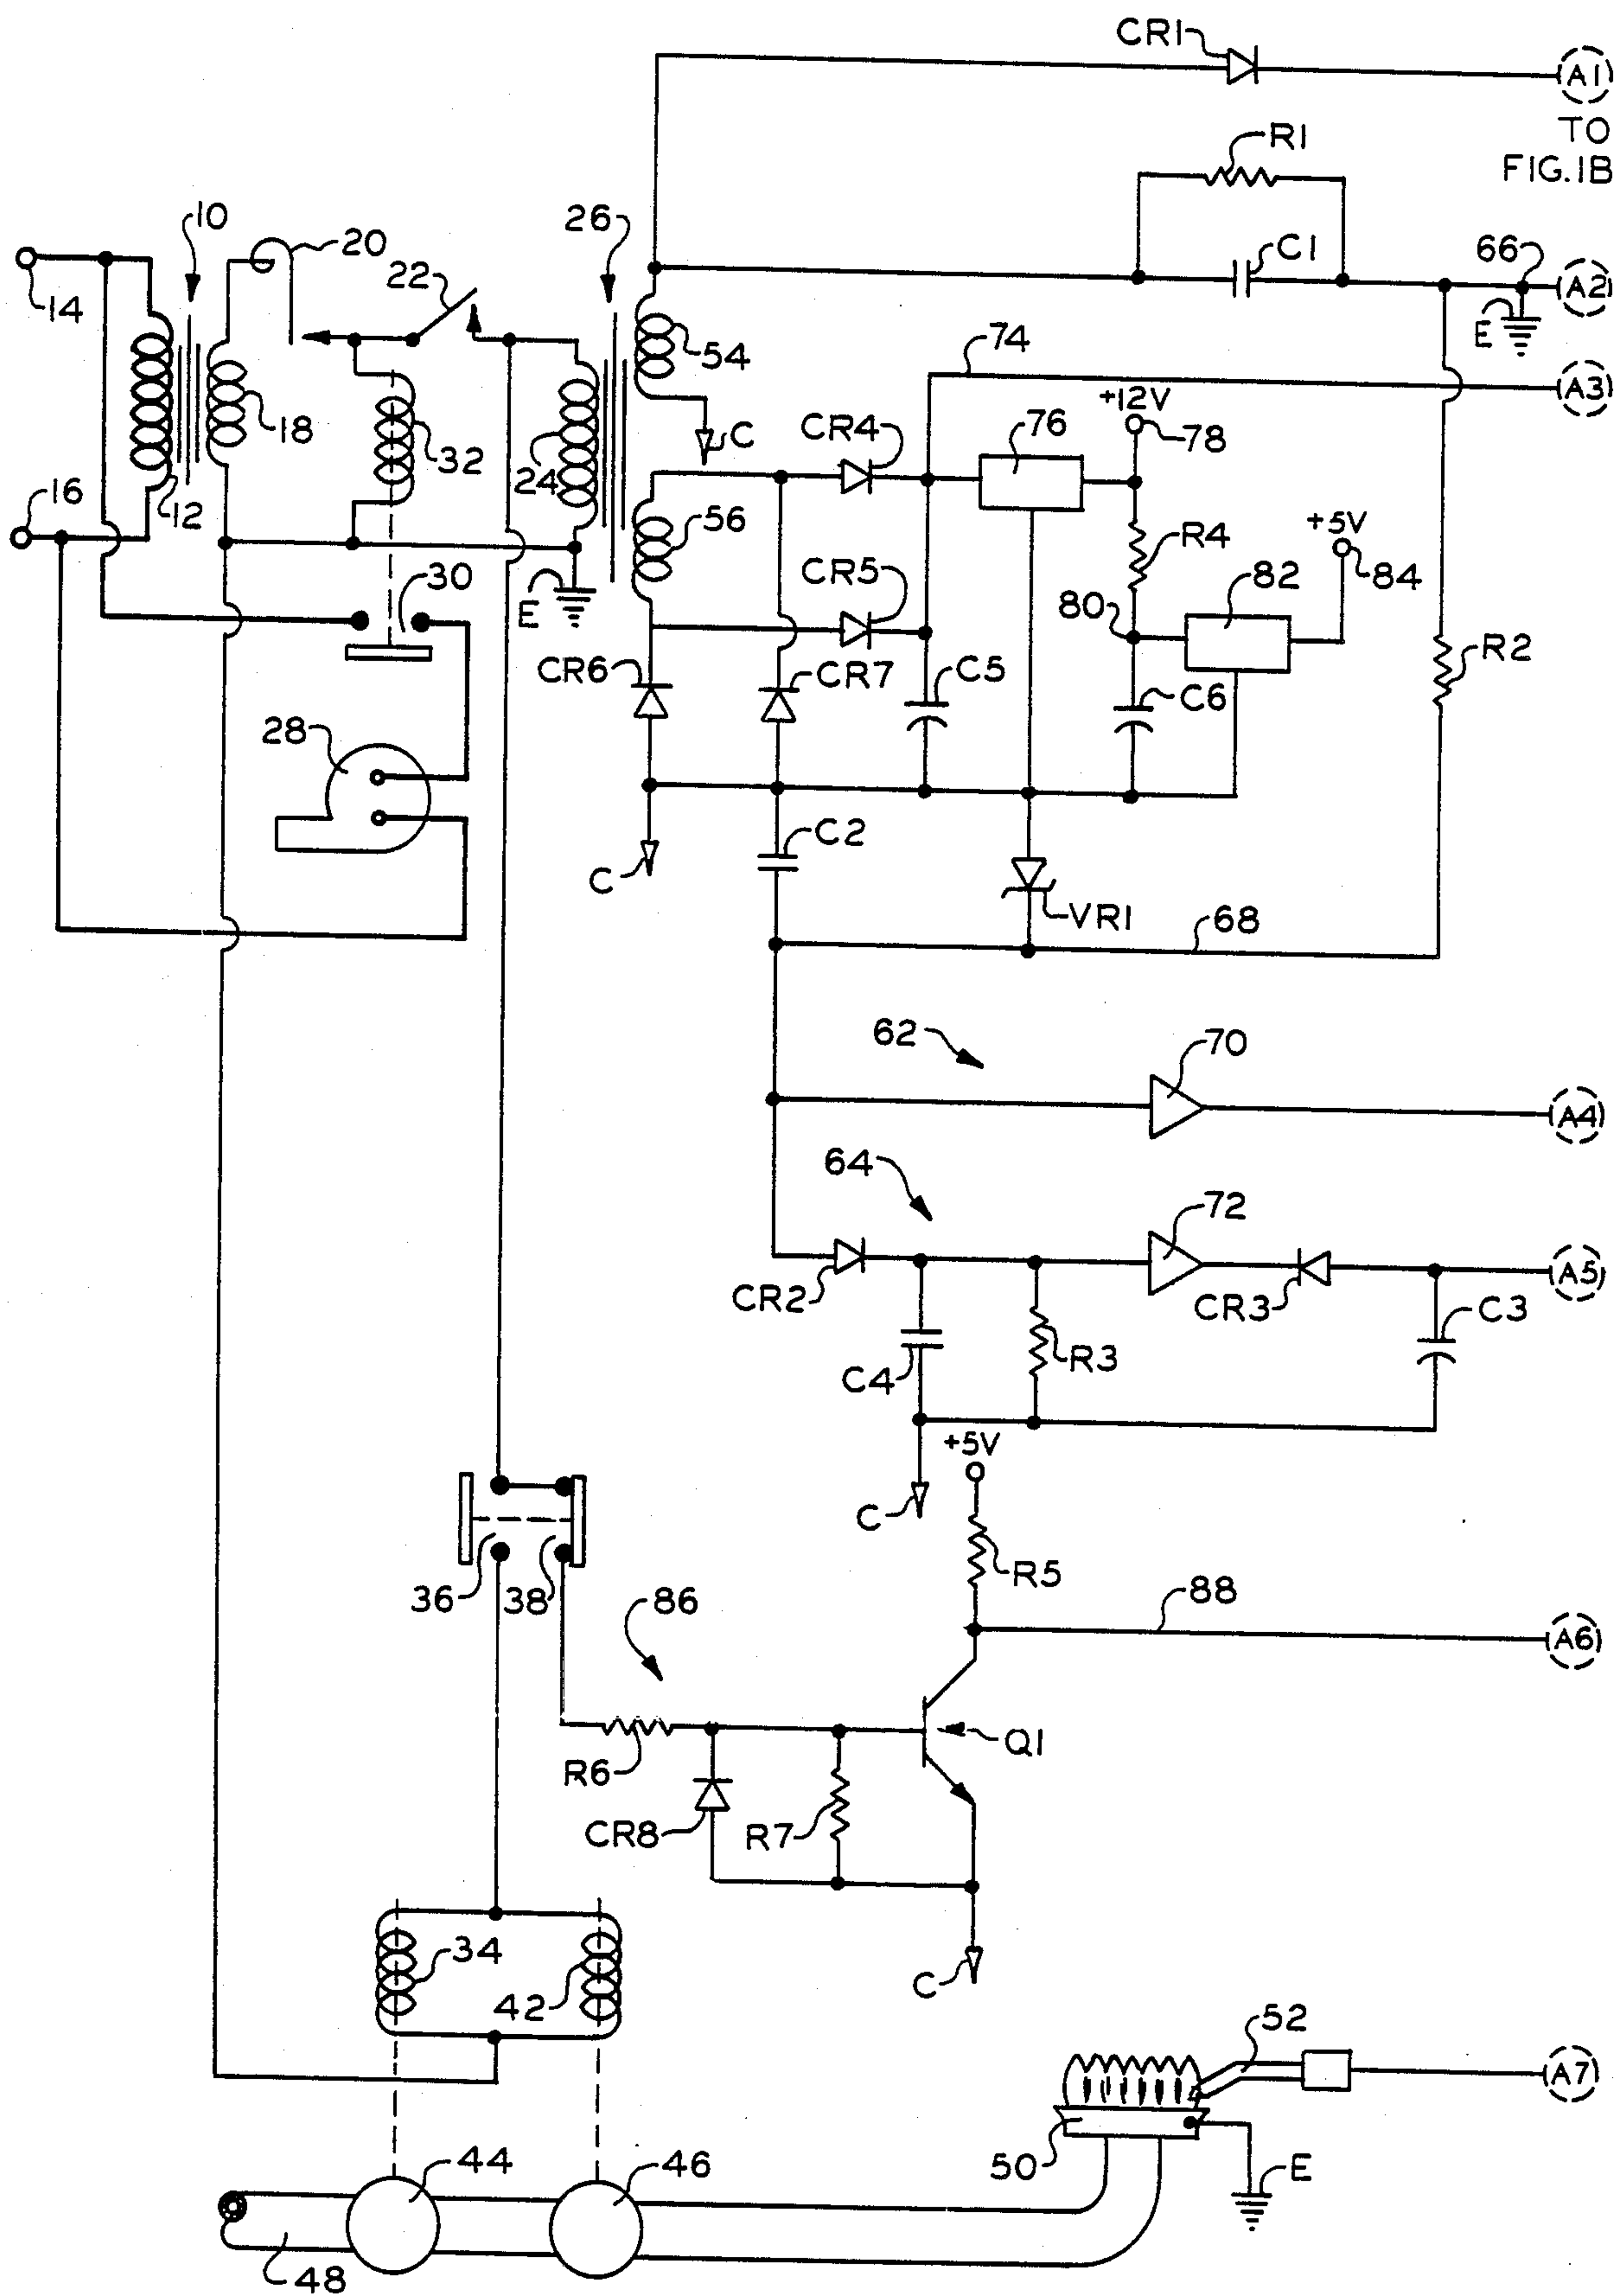 CR1
A1
TO
FIG.1B
R1
10
20
26
66
C1
A2
14
22
E
54
74
A3
+12V
18
C
CR4
76
78
32
24
16
12
56
R4
+5V
30
CR5
82
84
E
80
R2
CR6
CR7
C5
C6
28
C2
C
VR1
68
62
70
A4
64
72
CR2
CR3
A5
C3
C4
R3
+5V
C
R5
36
38
86
88
A6
R6
Q1
CR8
R7
34
42
C
52
A7
50
E
44
46
48